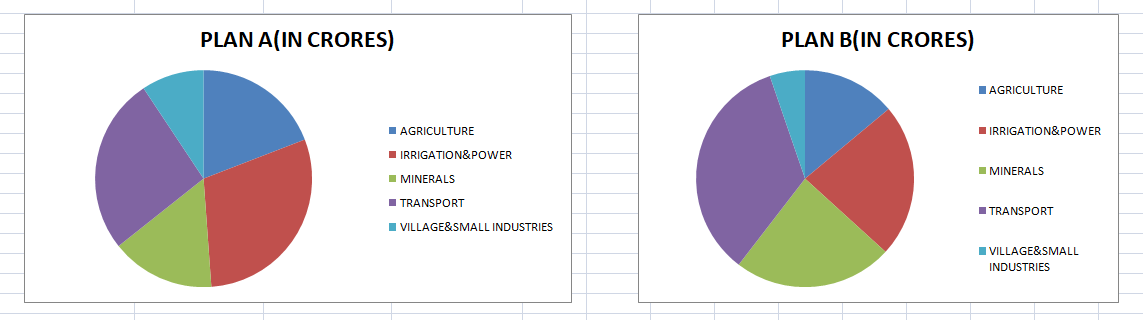 PLAN A(IN CRORES)
AGRICULTURE
IRRIGATION&POWER
MINERALS
TRANSPORT
VILLAGE&SMALL INDUSTRIES
PLAN B(IN CRORES)
AGRICULTURE
IRRIGATION&POWER
MINERALS
TRANSPORT
VILLAGE&SMALL
INDUSTRIES